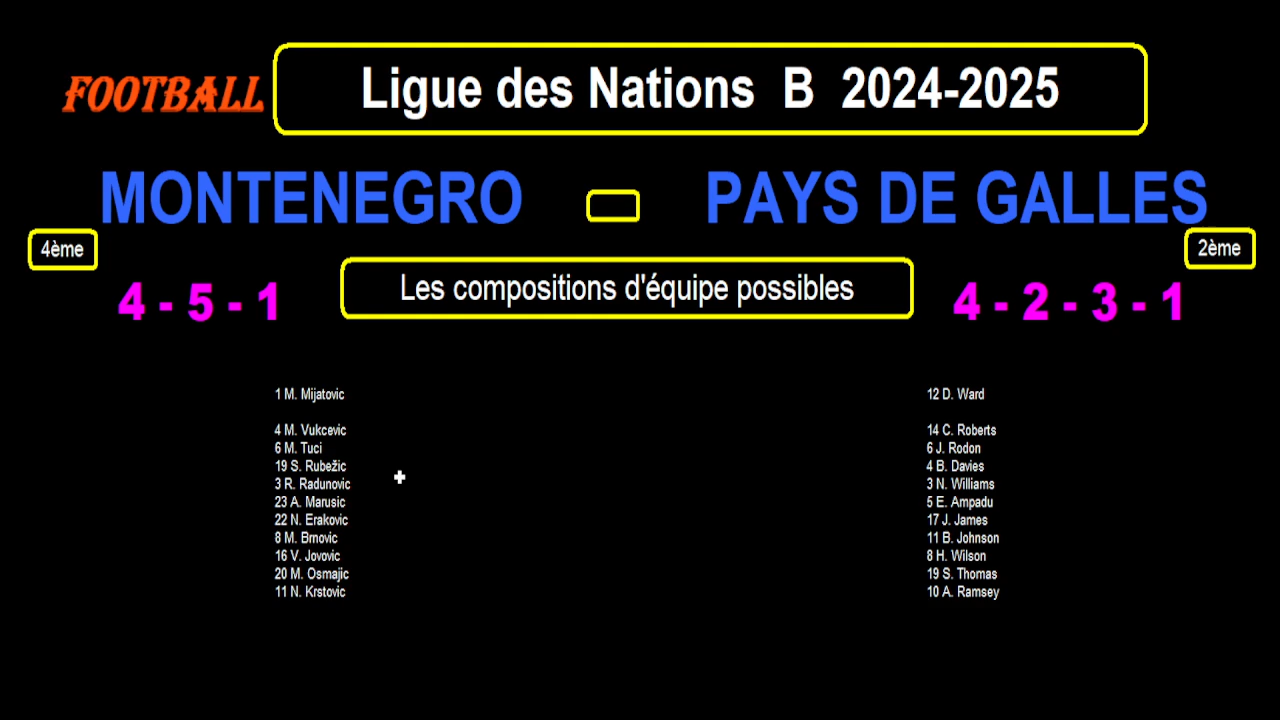 FOOTBALL
Ligue des Nations B 2024-2025
MONTENEGRO
PAYS DE GALLES
4ème
2ème
4 - 5 - 1
Les compositions d'équipe possibles
4 - 2 - 3 - 1
1 M. Mijatovic
4 M. Vukcevic
6 M. Tuci
19 S. Rubežic
3 R. Radunovic
23 A. Marusic
22 N. Erakovic
8 M. Brnovic
16 V. Jovovic
20 M. Osmajic
11 N. Krstovic
12 D. Ward
14 C. Roberts
6 J. Rodon
4 B. Davies
3 N. Williams
5 E. Ampadu
17 J. James
11 B. Johnson
8 H. Wilson
19 S. Thomas
10 A. Ramsey